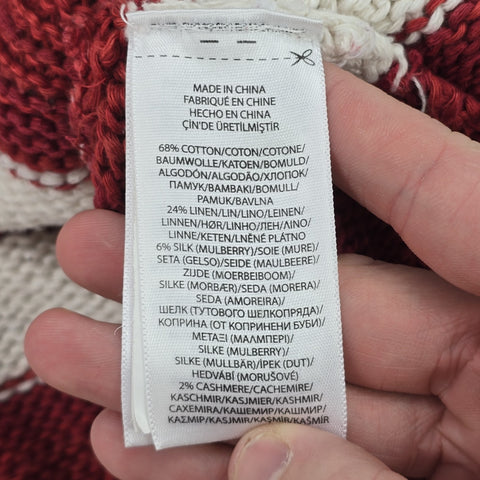 MADE IN CHINA
FABRIQUÉ EN CHINE
HECHO EN CHINA
ÇİN'DE ÜRETİLMİŞTİR
68% COTTON/COTON/COTONE/
BAUMWOLLE/KATOEN/BOMULD/
ALGODÓN/ALGODÃO/ХЛОПОК/
ПАМУК/ΒΑΜΒΑΚΙ/BOMULL/
PAMUK/BAVLNA
24% LINEN/LIN/LINO/LEINEN/
LINNEN/HØR/LINHO/ЛЕН/ΛΙΝΟ/
LINNE/KETEN/LNĚNÉ PLÁTNO
6% SILK (MULBERRY)/SOIE (MURE)/
SETA (GELSO)/SEIDE (MAULBEERE)/
ZIJDE (MOERBEIBOOM)/
SILKE (MORBÆR)/SEDA (MORERA)/
SEDA (AMOREIRA)/
ШЕЛК (ТУТОВОГО ШЕЛКОПРЯДА)/
КОПРИНА (ОТ КОПРИНЕНИ БУБИ)/
ΜΕΤΑΞΙ (ΜΑΛΜΠΕΡΙ)/
SILKE (MULBERRY)/
SILKE (MULLBÄR)/İPEK (DUT)/
HEDVÁBÍ (MORUŠOVÉ)
2% CASHMERE/CACHEMIRE/
KASCHMIR/KASJMIER/KASHMIR/
CAXEMIRA/КАШЕМИР/КАШМИР/
ΚΑΣΜΙΡ/KASJMIR/KAŞMİR/KAŠMÍR